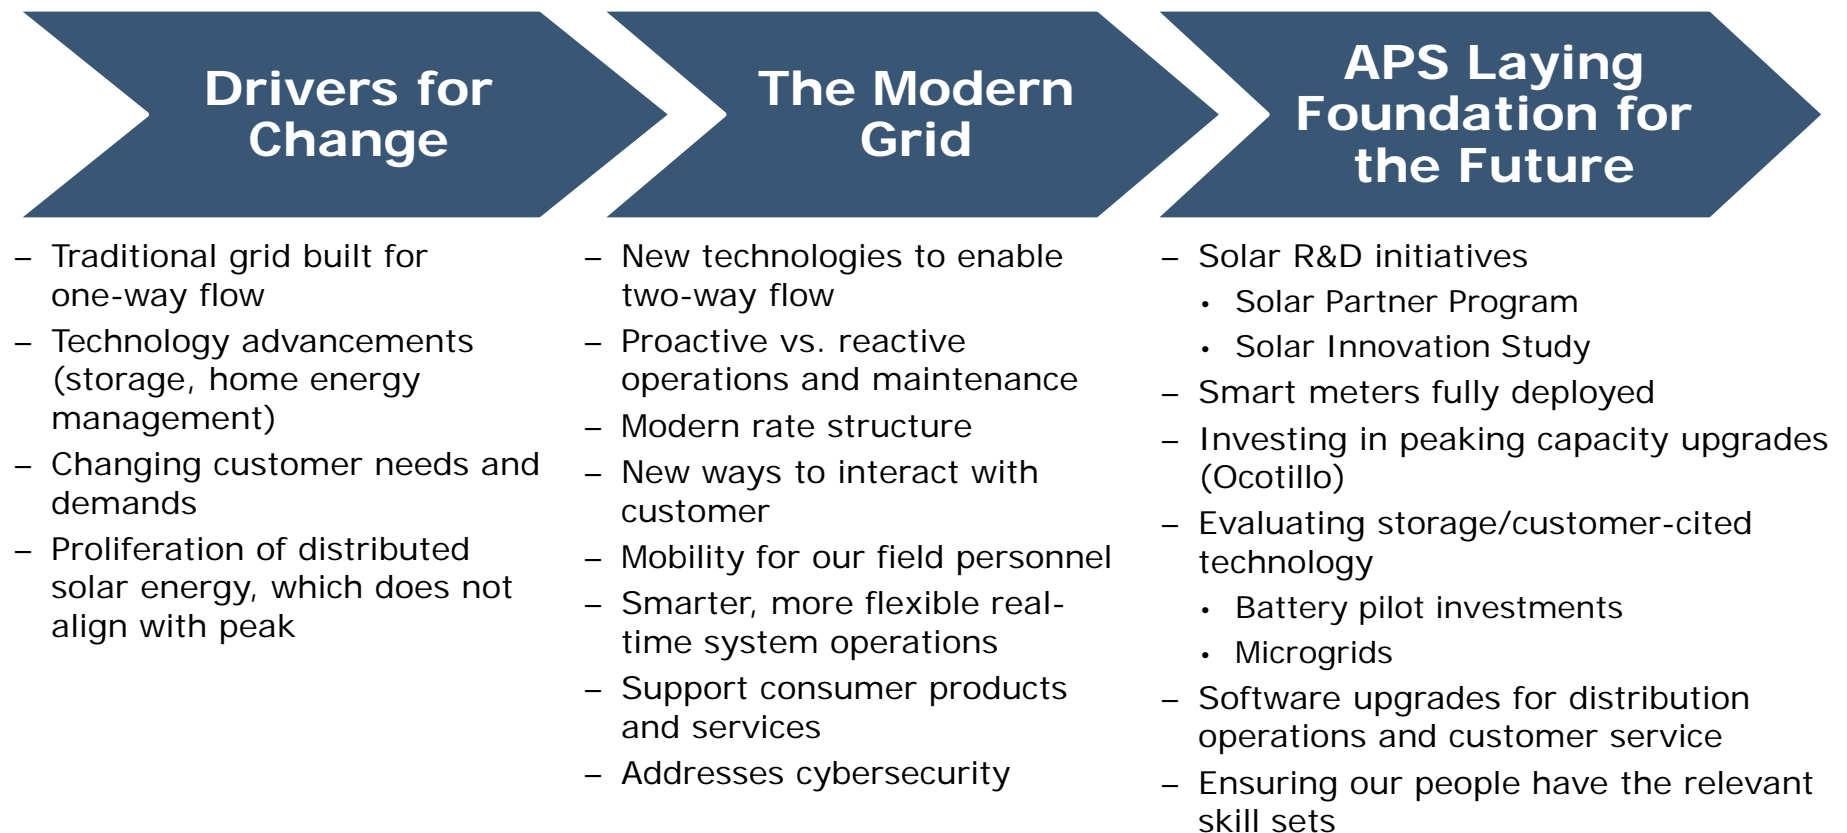 Drivers for
Change
– Traditional grid built for
one-way flow
– Technology advancements
(storage, home energy
management)
– Changing customer needs and
demands
– Proliferation of distributed
solar energy, which does not
align with peak
The Modern
Grid
– New technologies to enable
two-way flow
– Proactive vs. reactive
operations and maintenance
– Modern rate structure
– New ways to interact with
customer
– Mobility for our field personnel
– Smarter, more flexible real-
time system operations
– Support consumer products
and services
– Addresses cybersecurity
APS Laying
Foundation for
the Future
– Solar R&D initiatives
• Solar Partner Program
• Solar Innovation Study
– Smart meters fully deployed
– Investing in peaking capacity upgrades
(Ocotillo)
– Evaluating storage/customer-cited
technology
• Battery pilot investments
• Microgrids
– Software upgrades for distribution
operations and customer service
– Ensuring our people have the relevant
skill sets